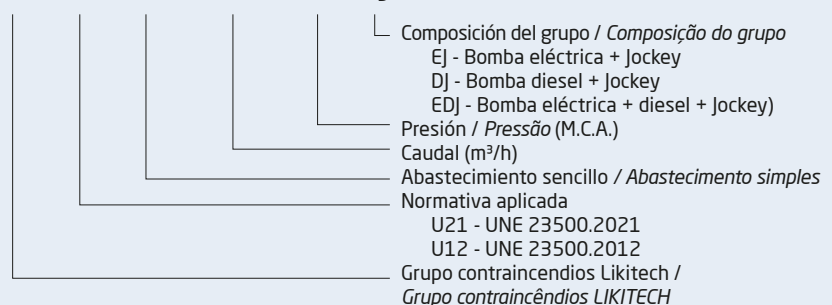 Composición del grupo / Composição do grupo
EJ - Bomba eléctrica + Jockey
DJ - Bomba diesel + Jockey
EDJ - Bomba eléctrica + diesel + Jockey)
Presión / Pressão (M.C.A.)
Caudal (m³/h)
Abastecimiento sencillo / Abastecimento simples
Normativa aplicada
U21 - UNE 23500.2021
U12 - UNE 23500.2012
Grupo contraincendios Likitech /
Grupo contraincêndios LIKITECH